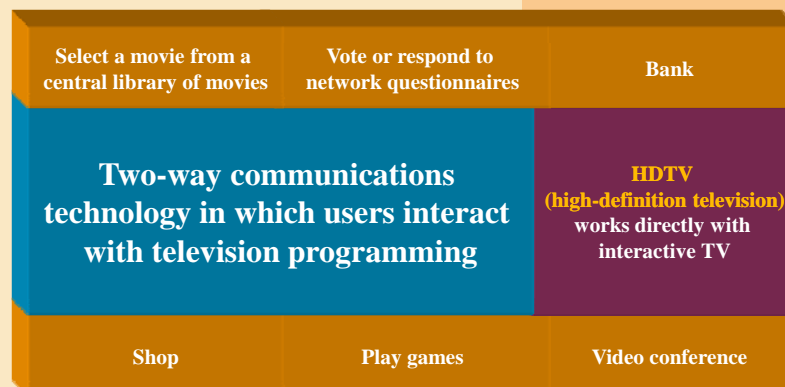 Select a movie from a
central library of movies
Vote or respond to
network questionnaires
Bank
Two-way communications
technology in which users interact
with television programming
HDTV
(high-definition television)
works directly with
interactive TV
Shop
Play games
Video conference